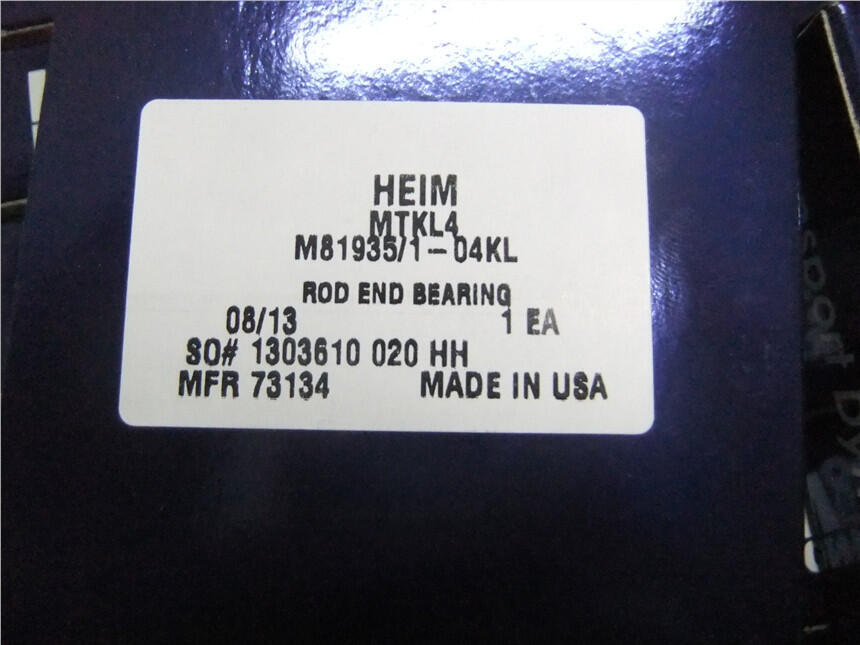 HEIM
MTKL4
M81935/1-04KL
ROD END BEARING
08/13 1 EA
SO# 1303610 020 HH
MFR 73134 MADE IN USA